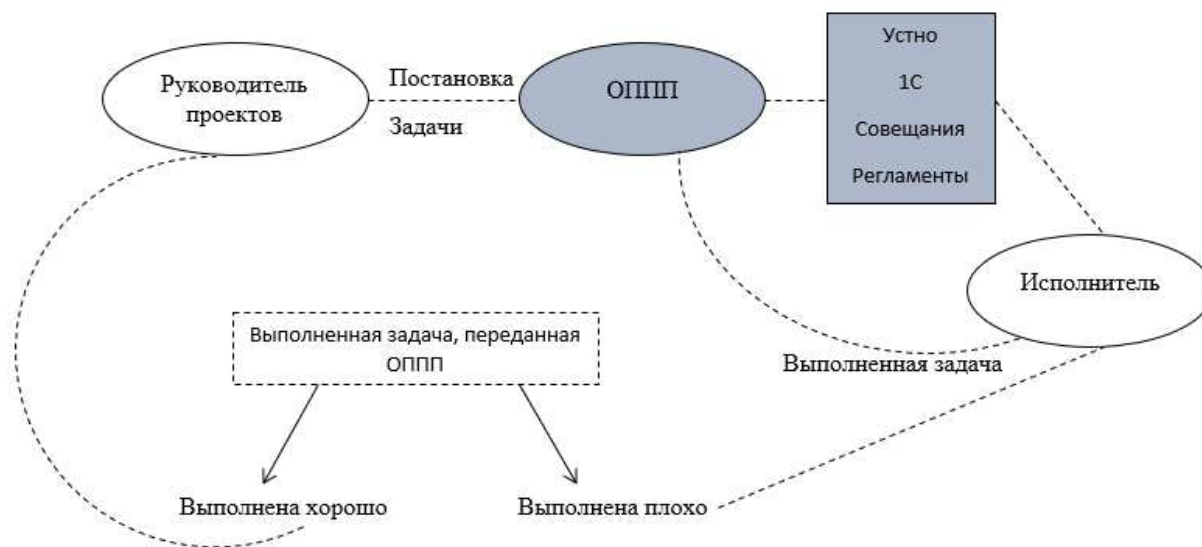 Руководитель
проектов
Постановка
Задачи
ОППП
Устно
1С
Совещания
Регламенты
Исполнитель
Выполненная задача
Выполненная задача, переданная
ОППП
Выполнена хорошо
Выполнена плохо